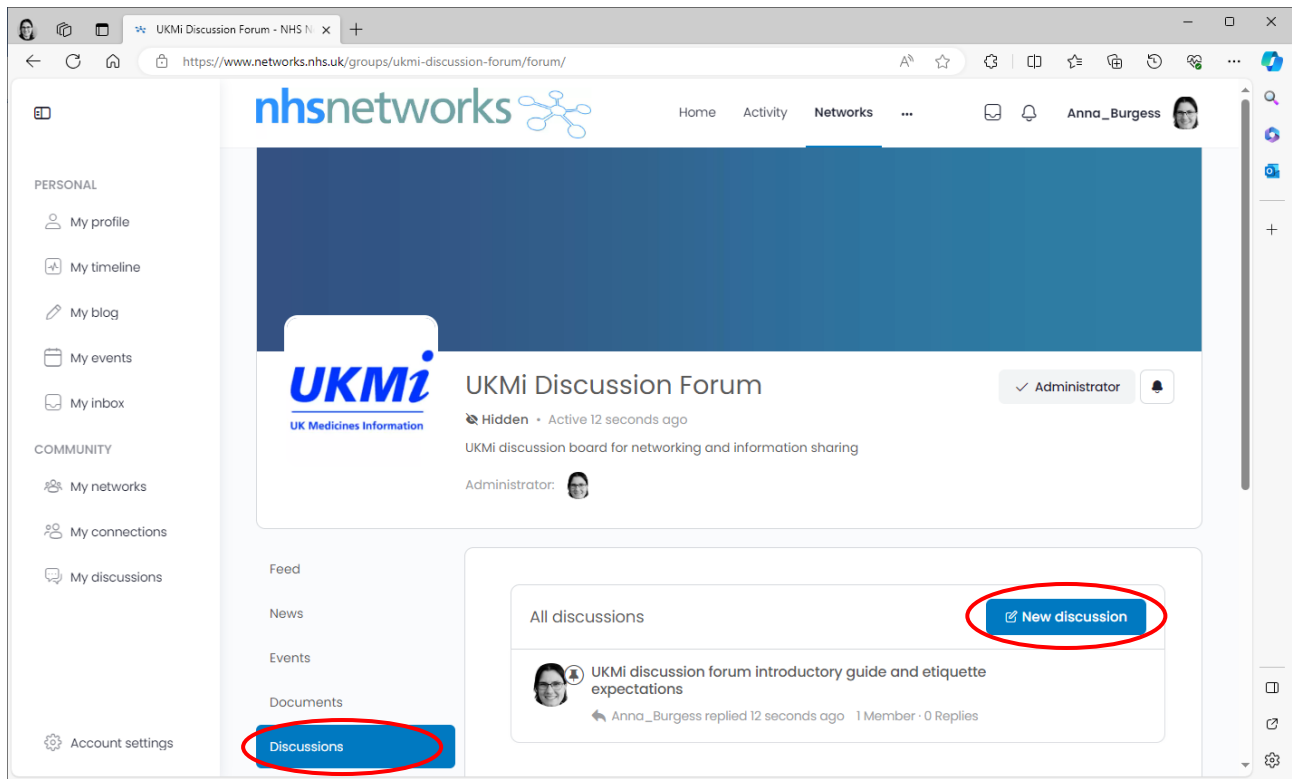 UKMi Discussion Forum - NHS N
https://www.networks.nhs.uk/groups/ukmi-discussion-forum/forum/
nhsnetworks
Home Activity Networks ...
Anna_Burgess
PERSONAL
My profile
My timeline
My blog
My events
My inbox
COMMUNITY
My networks
My connections
My discussions
Account settings
UKMi
UK Medicines Information
UKMi Discussion Forum
Administrator
Hidden • Active 12 seconds ago
UKMi discussion board for networking and information sharing
Administrator:
Feed
News
Events
Documents
Discussions
All discussions
New discussion
UKMi discussion forum introductory guide and etiquette
expectations
Anna_Burgess replied 12 seconds ago 1 Member · 0 Replies